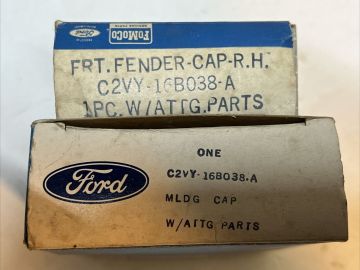 FoMoCo
FRT. FENDER-CAP-R.H.
C2VY-16B038-A
1PC. W/ATTG. PARTS
ONE
Ford
C2VY-16B038-A
MLDG CAP
W/ATTG. PARTS